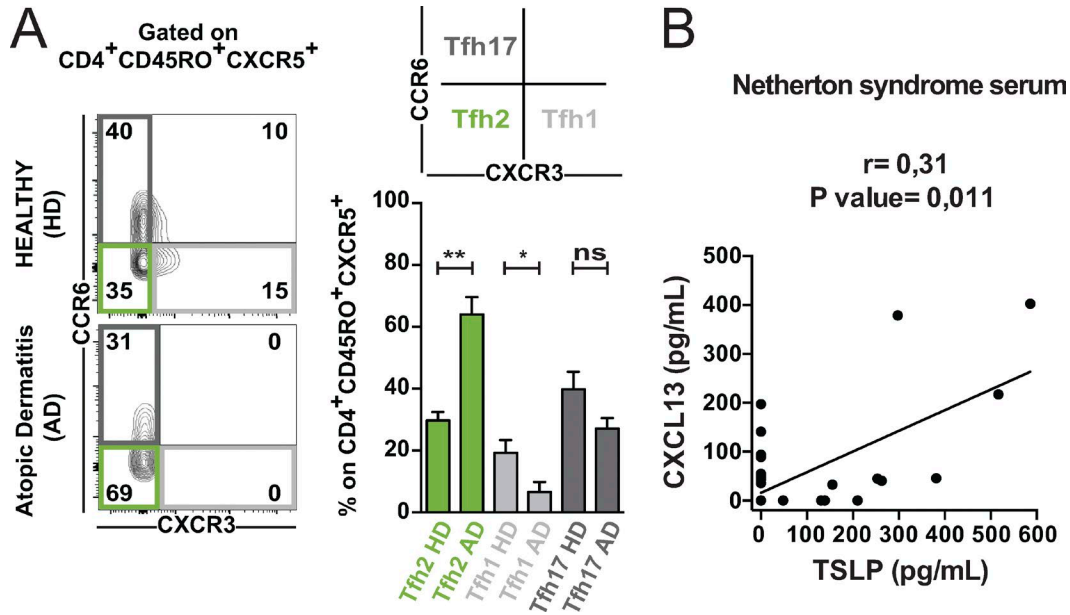 A
Gated on
CD4+CD45RO+CXCR5+
HEALTHY
(HD)
40
10
35
15
CCR6
Atopic Dermatitis
(AD)
31
0
69
0
CXCR3
CCR6
Tfh17
Tfh2
Tfh1
CXCR3
% on CD4+CD45RO+CXCR5+
100
80
60
40
20
0
**
*
ns
Tfh2 HD
Tfh2 AD
Tfh1 HD
Tfh1 AD
Tfh17 HD
Tfh17 AD
B
Netherton syndrome serum
r= 0,31
P value= 0,011
CXCL13 (pg/mL)
500
400
300
200
100
0
0 100 200 300 400 500 600
TSLP (pg/mL)